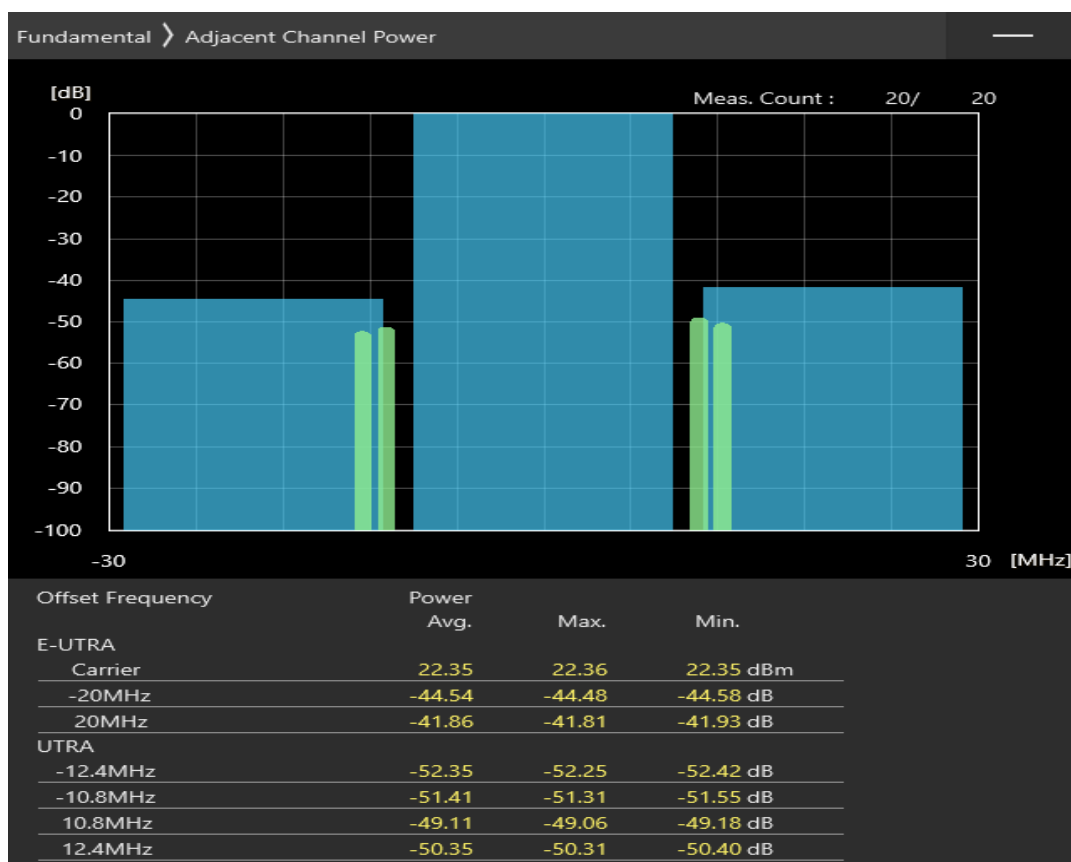 Fundamental ❯ Adjacent Channel Power
[dB]
Meas. Count : 20/ 20
0
-10
-20
-30
-40
-50
-60
-70
-80
-90
-100
-30 30 [MHz]
Offset Frequency Power
Avg. Max. Min.
E-UTRA
Carrier 22.35 22.36 22.35 dBm
-20MHz -44.54 -44.48 -44.58 dB
20MHz -41.86 -41.81 -41.93 dB
UTRA
-12.4MHz -52.35 -52.25 -52.42 dB
-10.8MHz -51.41 -51.31 -51.55 dB
10.8MHz -49.11 -49.06 -49.18 dB
12.4MHz -50.35 -50.31 -50.40 dB